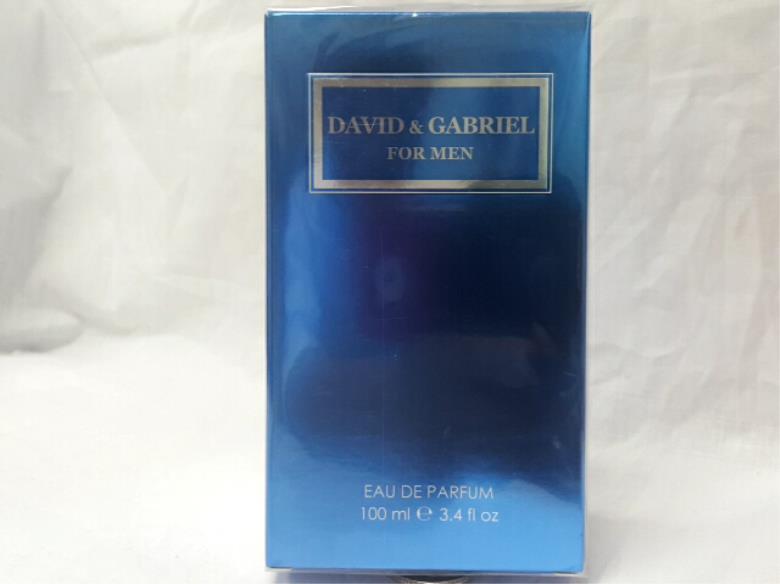 DAVID & GABRIEL
FOR MEN
EAU DE PARFUM
100 ml ℮ 3.4 fl oz